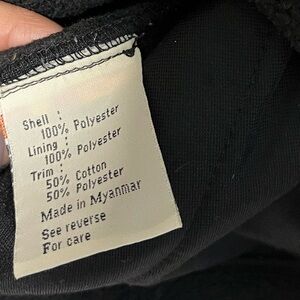 Shell :
100% Polyester
Lining :
100% Polyester
Trim :
50% Cotton
50% Polyester
Made in Myanmar
See reverse
For care